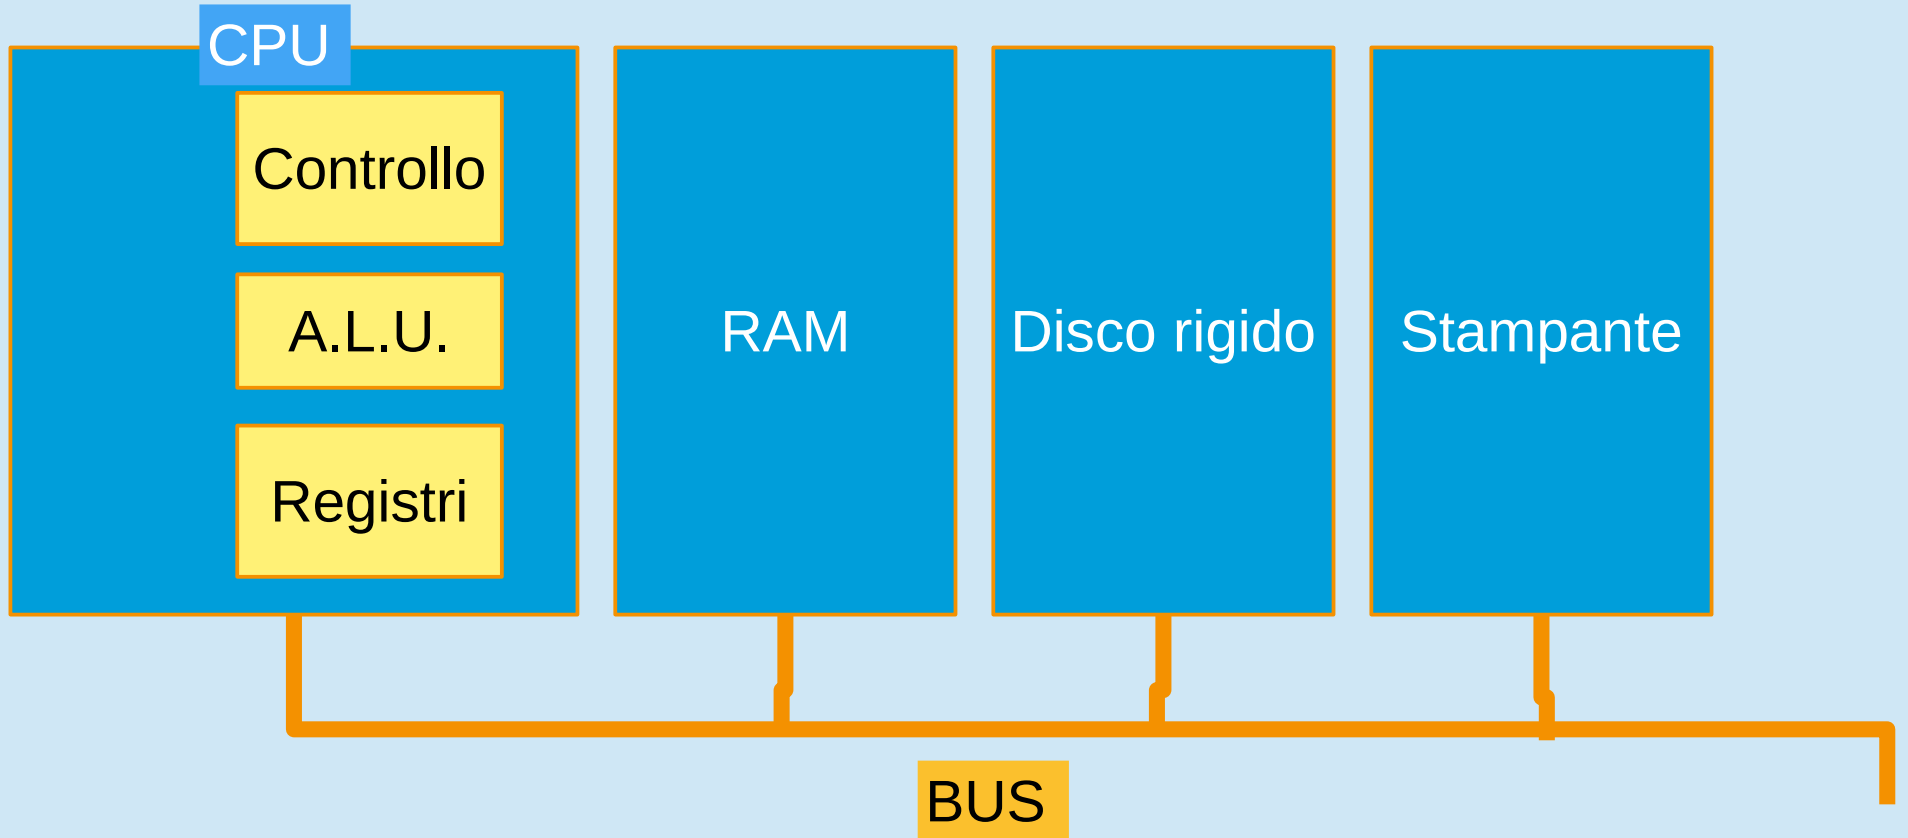 CPU
Controllo
A.L.U.
Registri
RAM
Disco rigido
Stampante
BUS